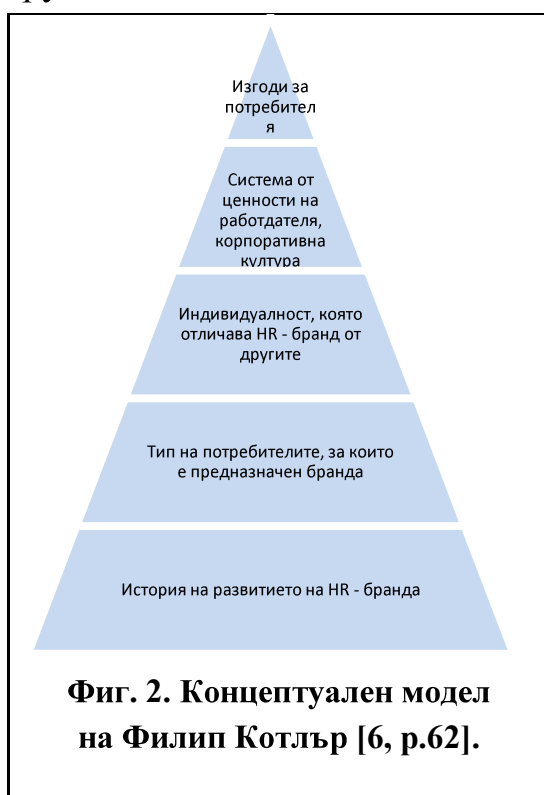 Изгоди за
потребител
я
Система от
ценности на
работдателя,
корпоративна
култура
Индивидуалност, която
отличава HR - бранд от
другите
Тип на потребителите, за които
е предназначен бранда
История на развитието на HR - бранда
Фиг. 2. Концептуален модел
на Филип Котлър [6, p.62].